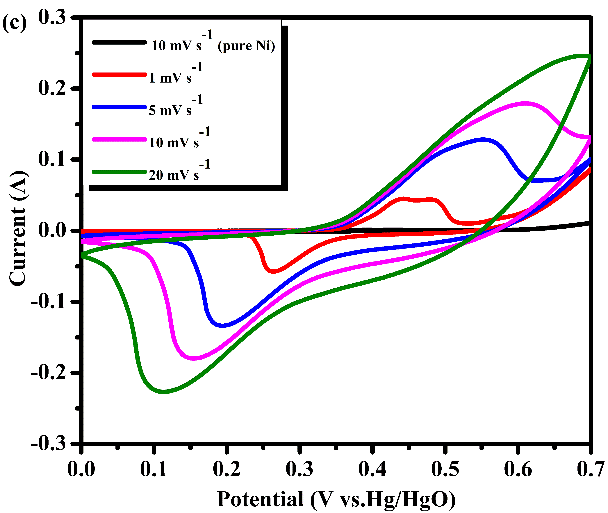 (c)
10 mV s⁻¹ (pure Ni)
1 mV s⁻¹
5 mV s⁻¹
10 mV s⁻¹
20 mV s⁻¹
Current (A)
0.3
0.2
0.1
0.0
-0.1
-0.2
-0.3
0.0 0.1 0.2 0.3 0.4 0.5 0.6 0.7
Potential (V vs.Hg/HgO)